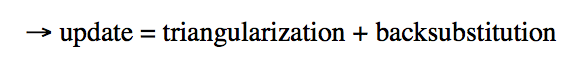 → update = triangularization + backsubstitution